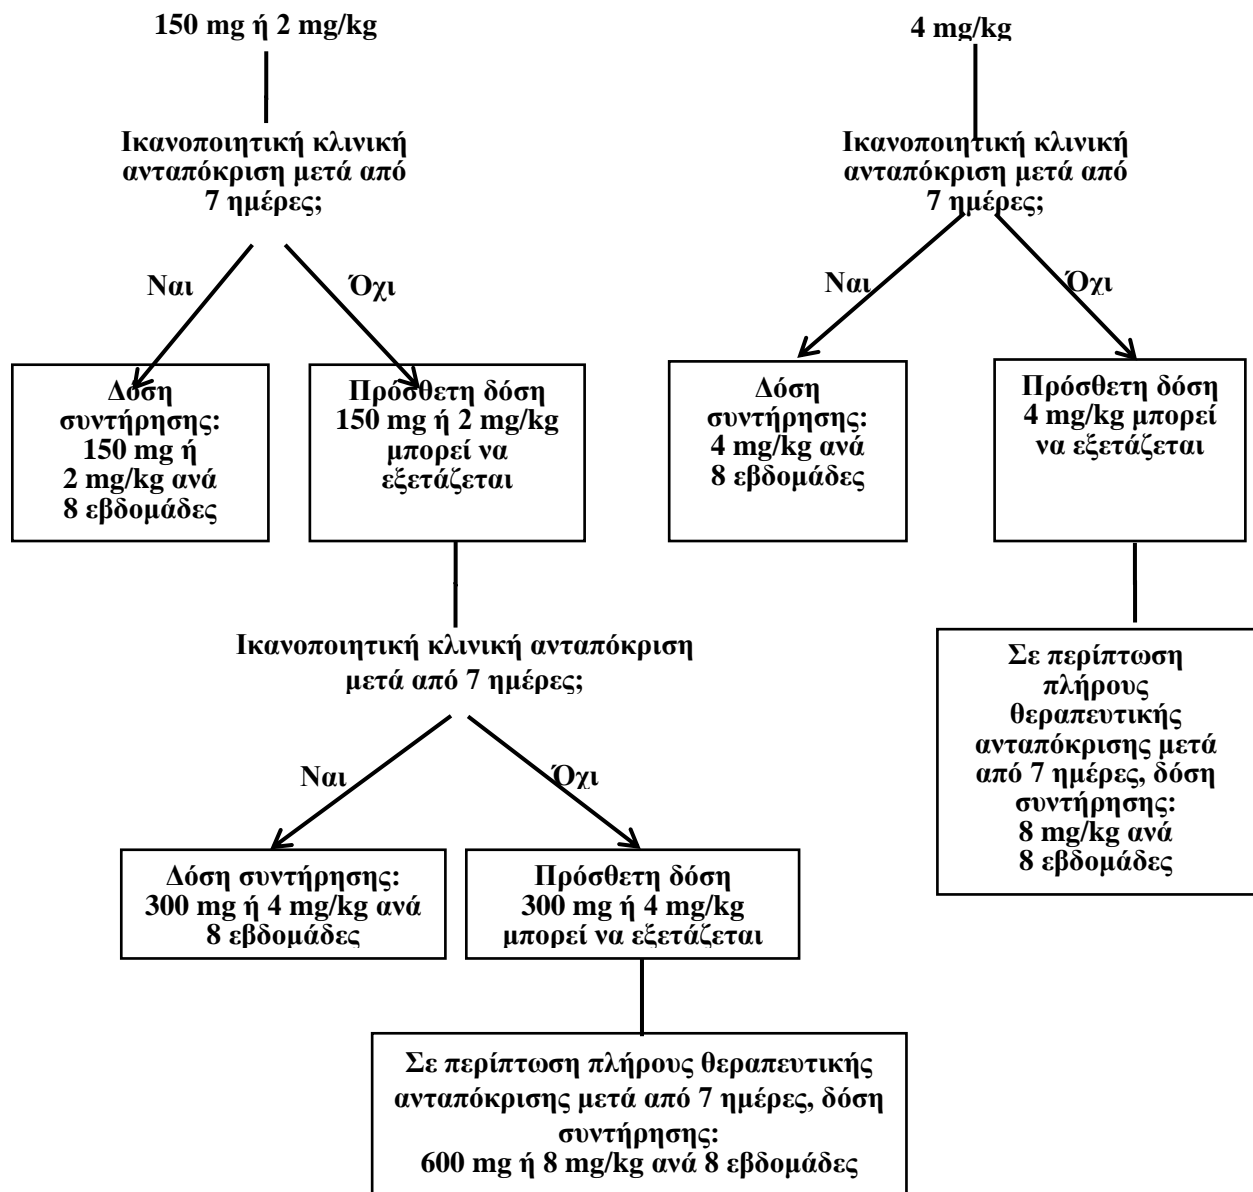 150 mg ή 2 mg/kg
4 mg/kg
Ικανοποιητική κλινική
ανταπόκριση μετά από
7 ημέρες;
Ικανοποιητική κλινική
ανταπόκριση μετά από
7 ημέρες;
Ναι
Όχι
Ναι
Όχι
Δόση
συντήρησης:
150 mg ή
2 mg/kg ανά
8 εβδομάδες
Πρόσθετη δόση
150 mg ή 2 mg/kg
μπορεί να
εξετάζεται
Δόση
συντήρησης:
4 mg/kg ανά
8 εβδομάδες
Πρόσθετη δόση
4 mg/kg μπορεί
να εξετάζεται
Ικανοποιητική κλινική ανταπόκριση
μετά από 7 ημέρες;
Σε περίπτωση
πλήρους
θεραπευτικής
ανταπόκρισης μετά
από 7 ημέρες, δόση
συντήρησης:
8 mg/kg ανά
8 εβδομάδες
Ναι
Όχι
Δόση συντήρησης:
300 mg ή 4 mg/kg ανά
8 εβδομάδες
Πρόσθετη δόση
300 mg ή 4 mg/kg
μπορεί να εξετάζεται
Σε περίπτωση πλήρους θεραπευτικής
ανταπόκρισης μετά από 7 ημέρες, δόση
συντήρησης:
600 mg ή 8 mg/kg ανά 8 εβδομάδες